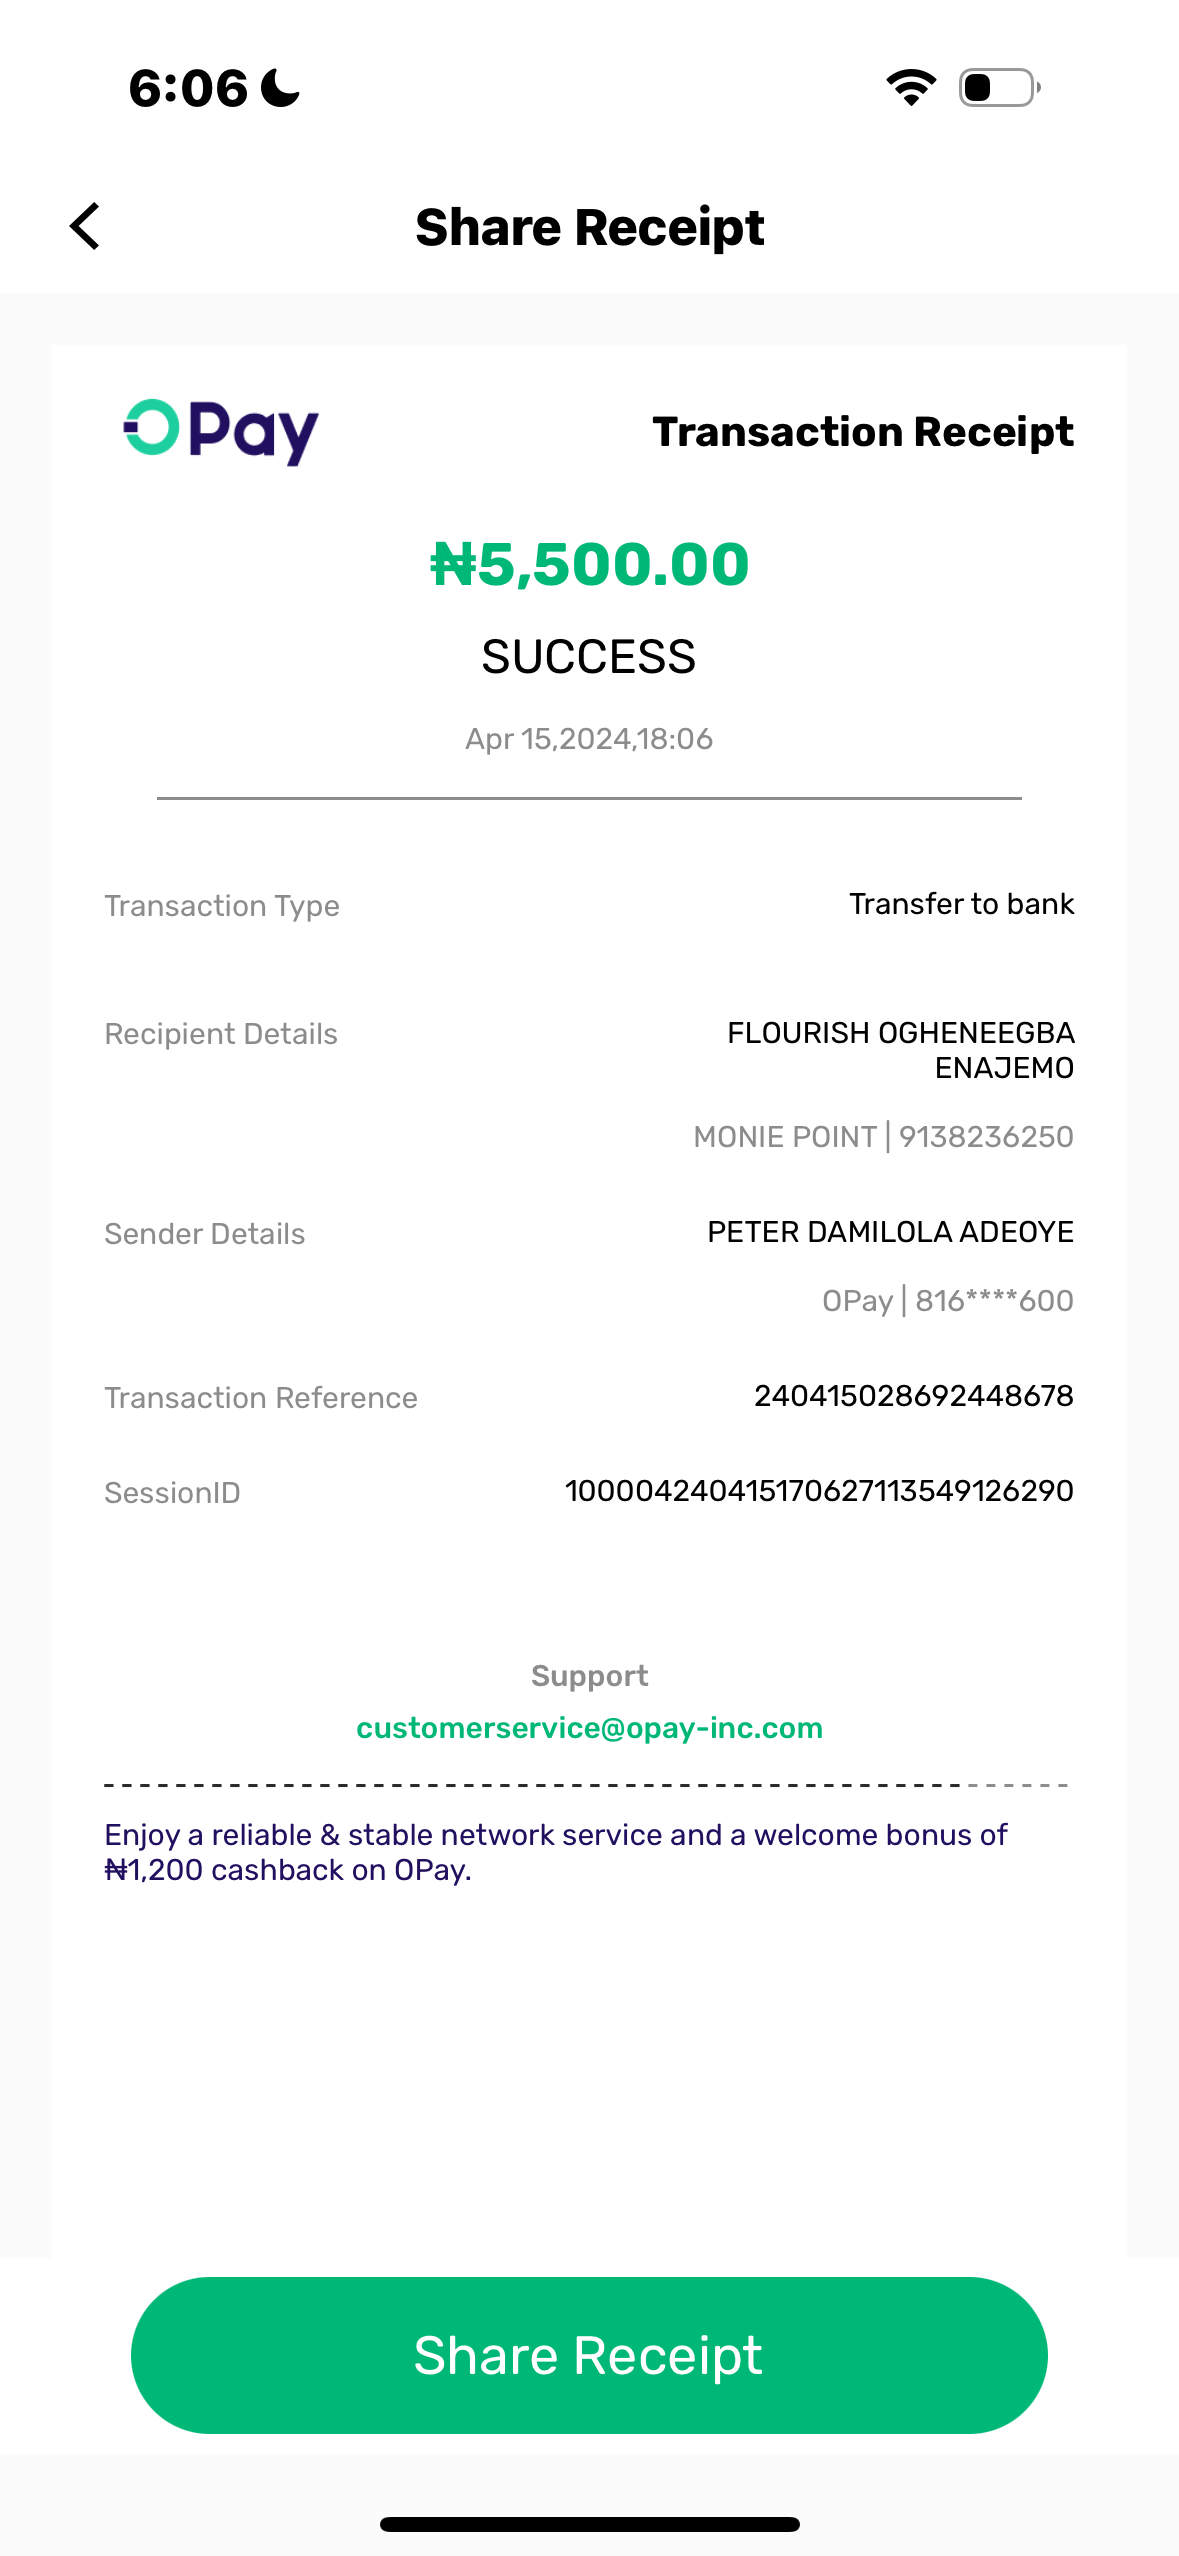 6:06
Share Receipt
OPay
Transaction Receipt
₦5,500.00
SUCCESS
Apr 15,2024,18:06
Transaction Type
Transfer to bank
Recipient Details
FLOURISH OGHENEEGBA
ENAJEMO
MONIE POINT | 9138236250
Sender Details
PETER DAMILOLA ADEOYE
OPay | 816****600
Transaction Reference
240415028692448678
SessionID
100004240415170627113549126290
Support
customerservice@opay-inc.com
Enjoy a reliable & stable network service and a welcome bonus of
₦1,200 cashback on OPay.
Share Receipt